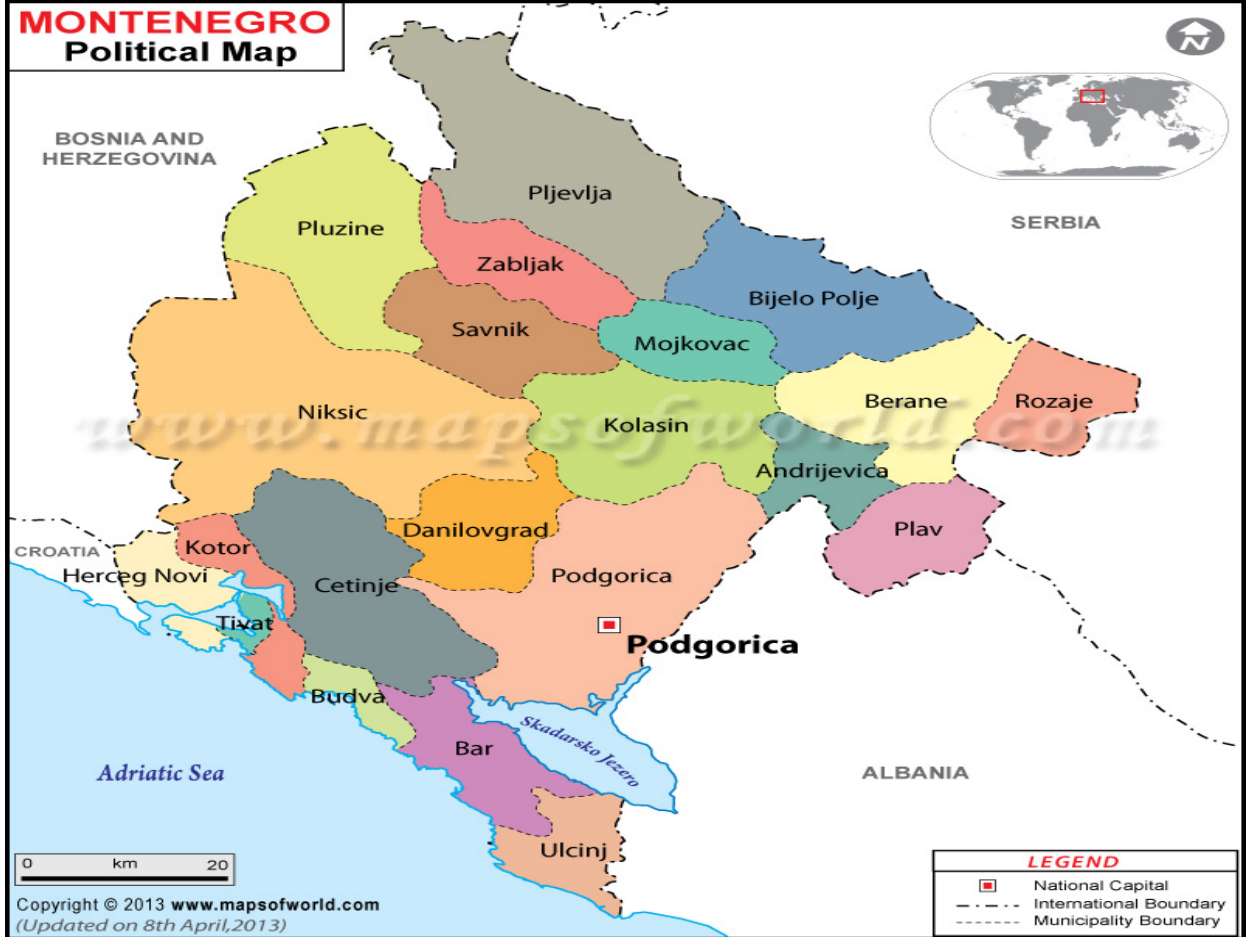 MONTENEGRO
Political Map
N
BOSNIA AND
HERZEGOVINA
SERBIA
Pljevlja
Pluzine
Zabljak
Bijelo Polje
Savnik
Mojkovac
Niksic
Kolasin
Berane
Rozaje
www.mapsofworld.com
Andrijevica
Danilovgrad
Plav
Kotor
CROATIA
Herceg Novi
Cetinje
Podgorica
Tivat
Podgorica
Budva
Skadarsko Jezero
Bar
Adriatic Sea
ALBANIA
Ulcinj
0 km 20
Copyright © 2013 www.mapsofworld.com
(Updated on 8th April,2013)
LEGEND
National Capital
International Boundary
Municipality Boundary